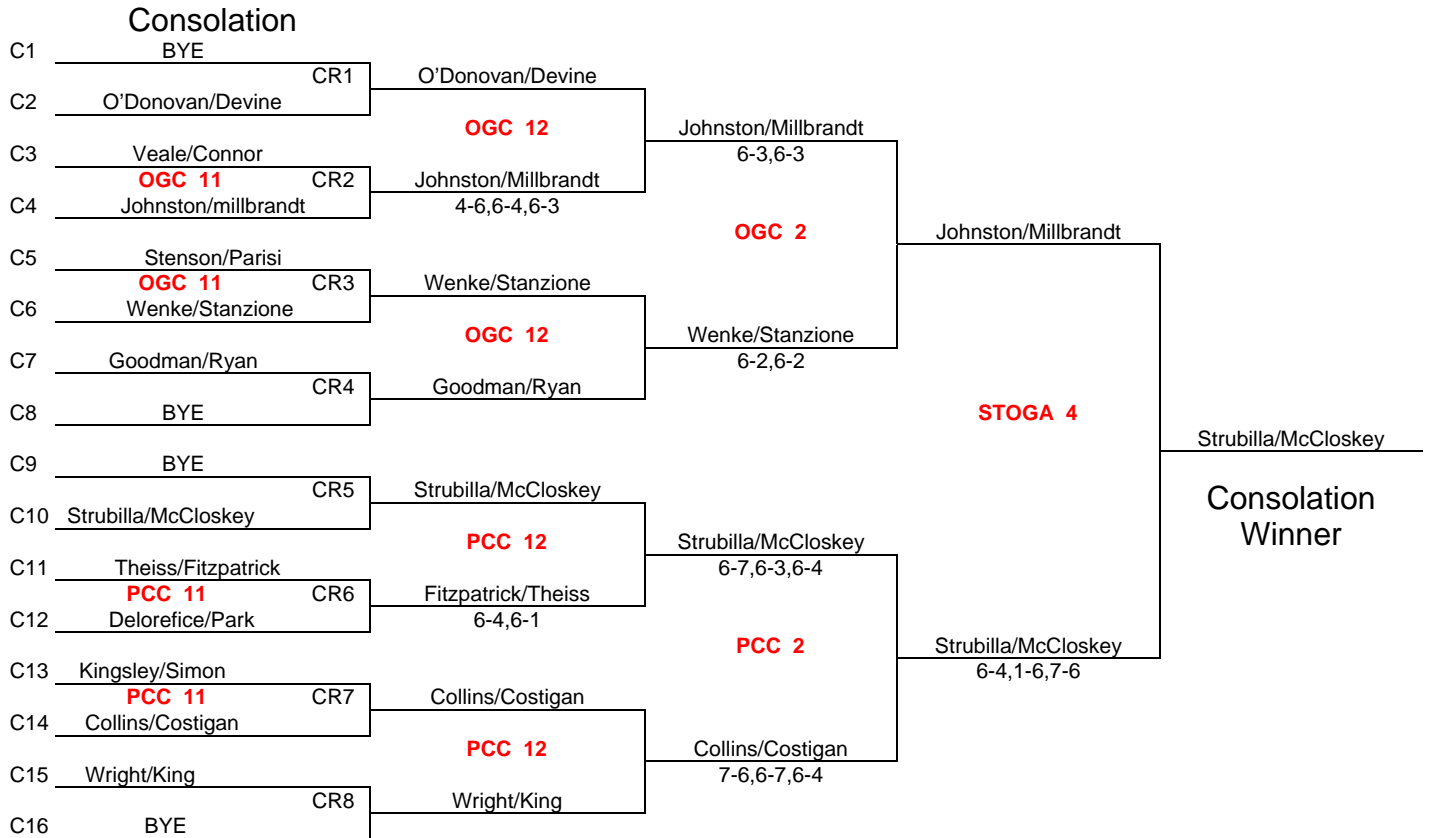 Consolation
C1 BYE
CR1 O'Donovan/Devine
C2 O'Donovan/Devine
OGC 12 Johnston/Millbrandt
C3 Veale/Connor 6-3,6-3
OGC 11 CR2 Johnston/Millbrandt
C4 Johnston/millbrandt 4-6,6-4,6-3
OGC 2 Johnston/Millbrandt
C5 Stenson/Parisi
OGC 11 CR3 Wenke/Stanzione
C6 Wenke/Stanzione
OGC 12 Wenke/Stanzione
C7 Goodman/Ryan 6-2,6-2
CR4 Goodman/Ryan
C8 BYE STOGA 4
Strubilla/McCloskey
C9 BYE
CR5 Strubilla/McCloskey Consolation
C10 Strubilla/McCloskey Winner
PCC 12 Strubilla/McCloskey
C11 Theiss/Fitzpatrick 6-7,6-3,6-4
PCC 11 CR6 Fitzpatrick/Theiss
C12 Delorefice/Park 6-4,6-1
PCC 2 Strubilla/McCloskey
C13 Kingsley/Simon 6-4,1-6,7-6
PCC 11 CR7 Collins/Costigan
C14 Collins/Costigan
PCC 12 Collins/Costigan
C15 Wright/King 7-6,6-7,6-4
CR8 Wright/King
C16 BYE